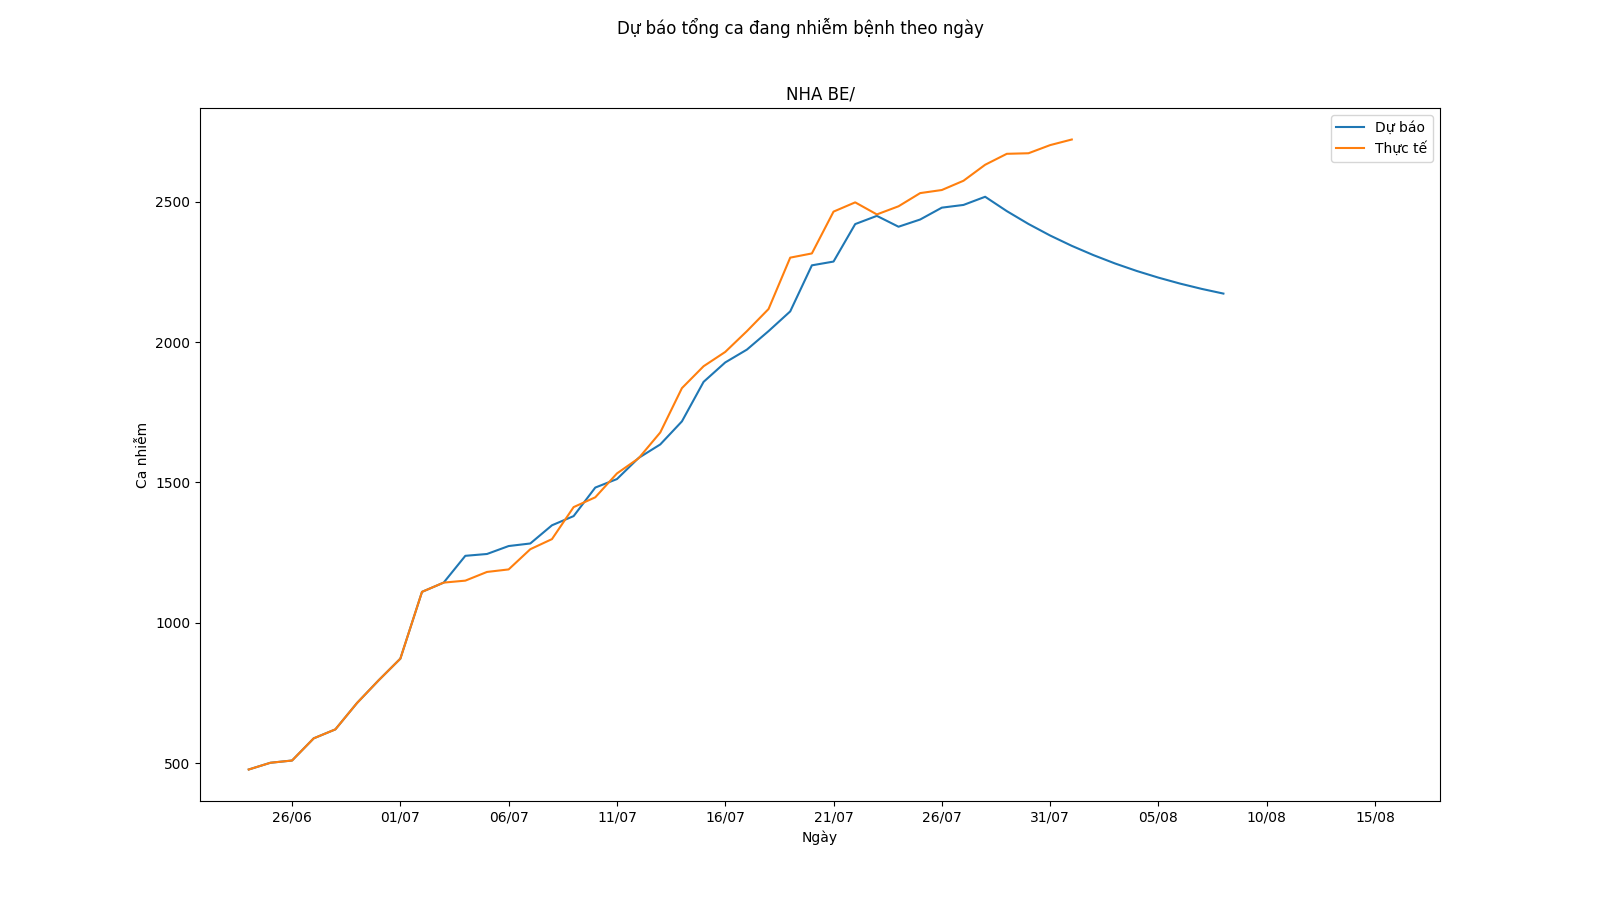 Dự báo tổng ca đang nhiễm bệnh theo ngày
NHA BE/
Dự báo
Thực tế
Ca nhiễm
2500
2000
1500
1000
500
26/06 01/07 06/07 11/07 16/07 21/07 26/07 31/07 05/08 10/08 15/08
Ngày